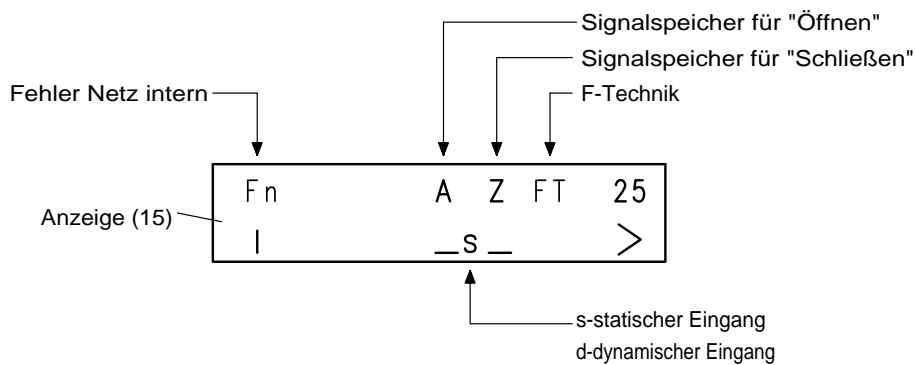 Signalspeicher für "Öffnen"
Signalspeicher für "Schließen"
Fehler Netz intern
F-Technik
Fn A Z FT 25
Anzeige (15)
I _s_ >
s-statischer Eingang
d-dynamischer Eingang